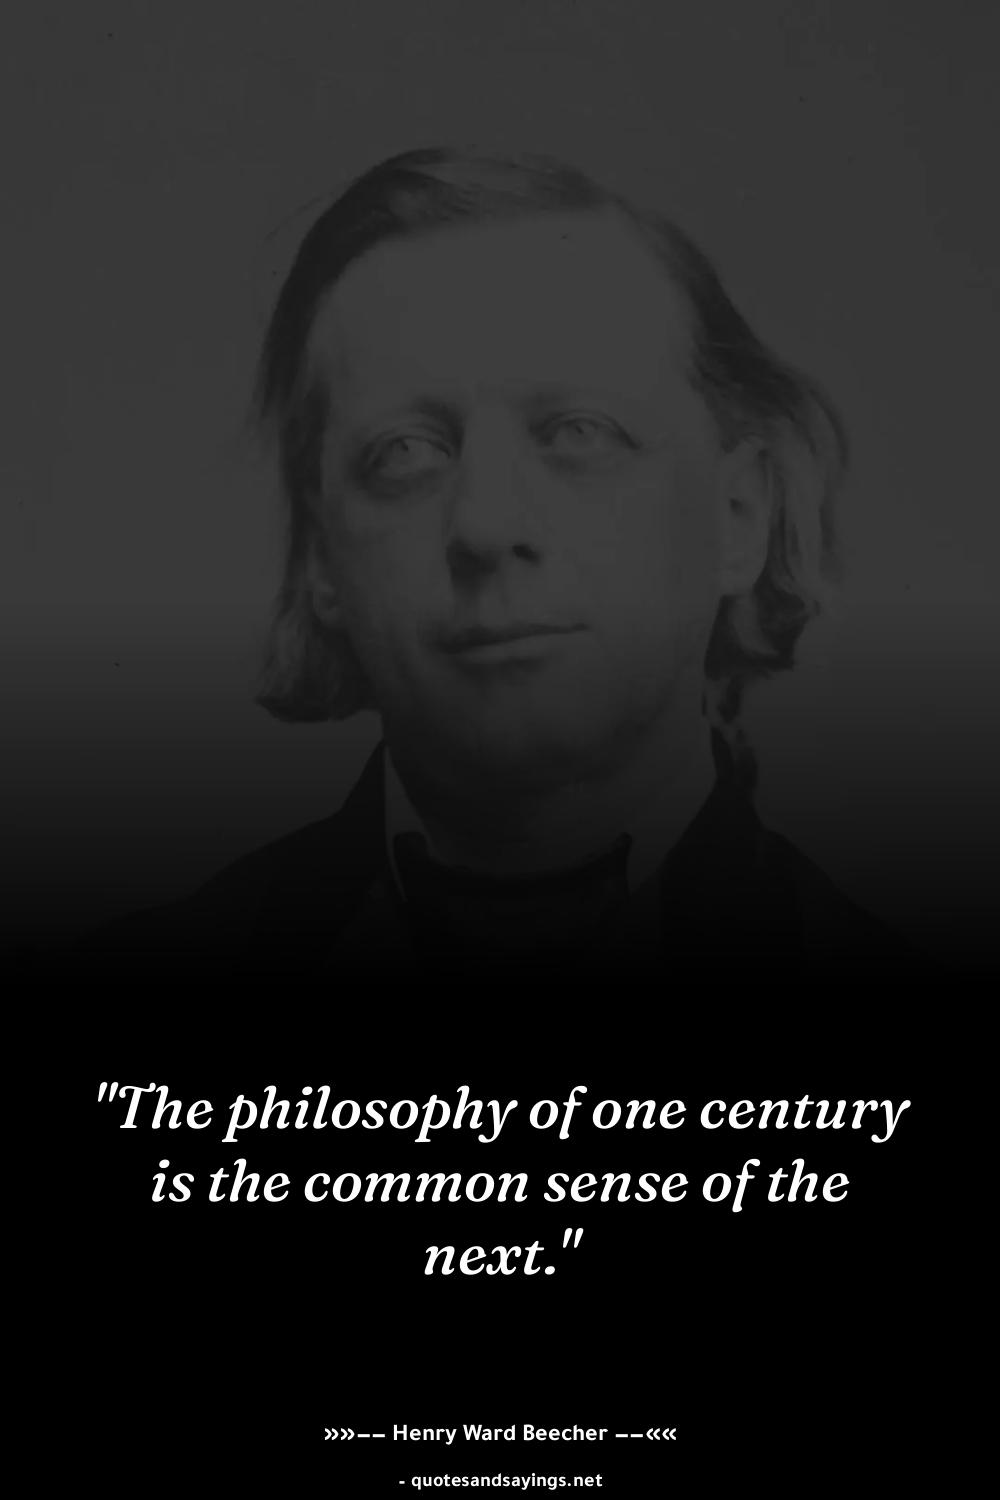 "The philosophy of one century
is the common sense of the
next."
»»−− Henry Ward Beecher −−««
- quotesandsayings.net